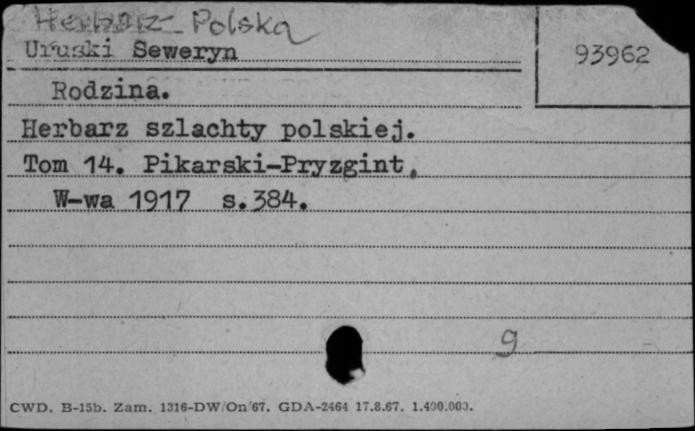 Herbarz - Polska
Uruski Seweryn
93962
Rodzina.
Herbarz szlachty polskiej.
Tom 14. Pikarski-Pryzgint.
W-wa 1917 s.384.
g
CWD. B-15b. Zam. 1316-DW/On/67. GDA-2464 17.8.67. 1.400.000.